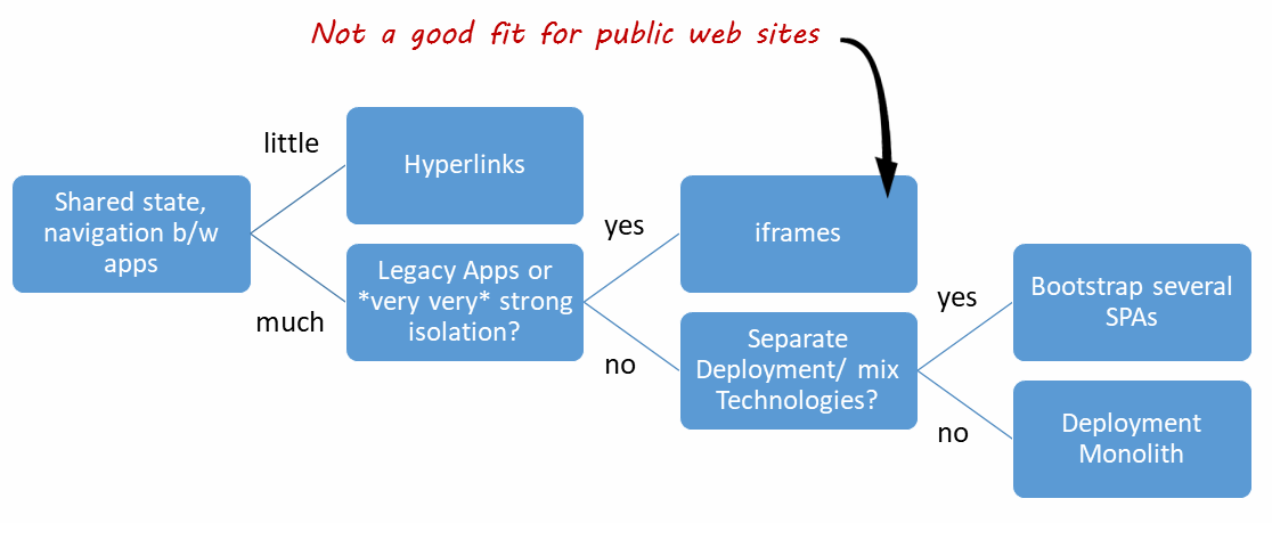 Not a good fit for public web sites
little
Hyperlinks
Shared state,
navigation b/w
apps
much
Legacy Apps or
*very very* strong
isolation?
yes
iframes
no
Separate
Deployment/ mix
Technologies?
yes
Bootstrap several
SPAs
no
Deployment
Monolith